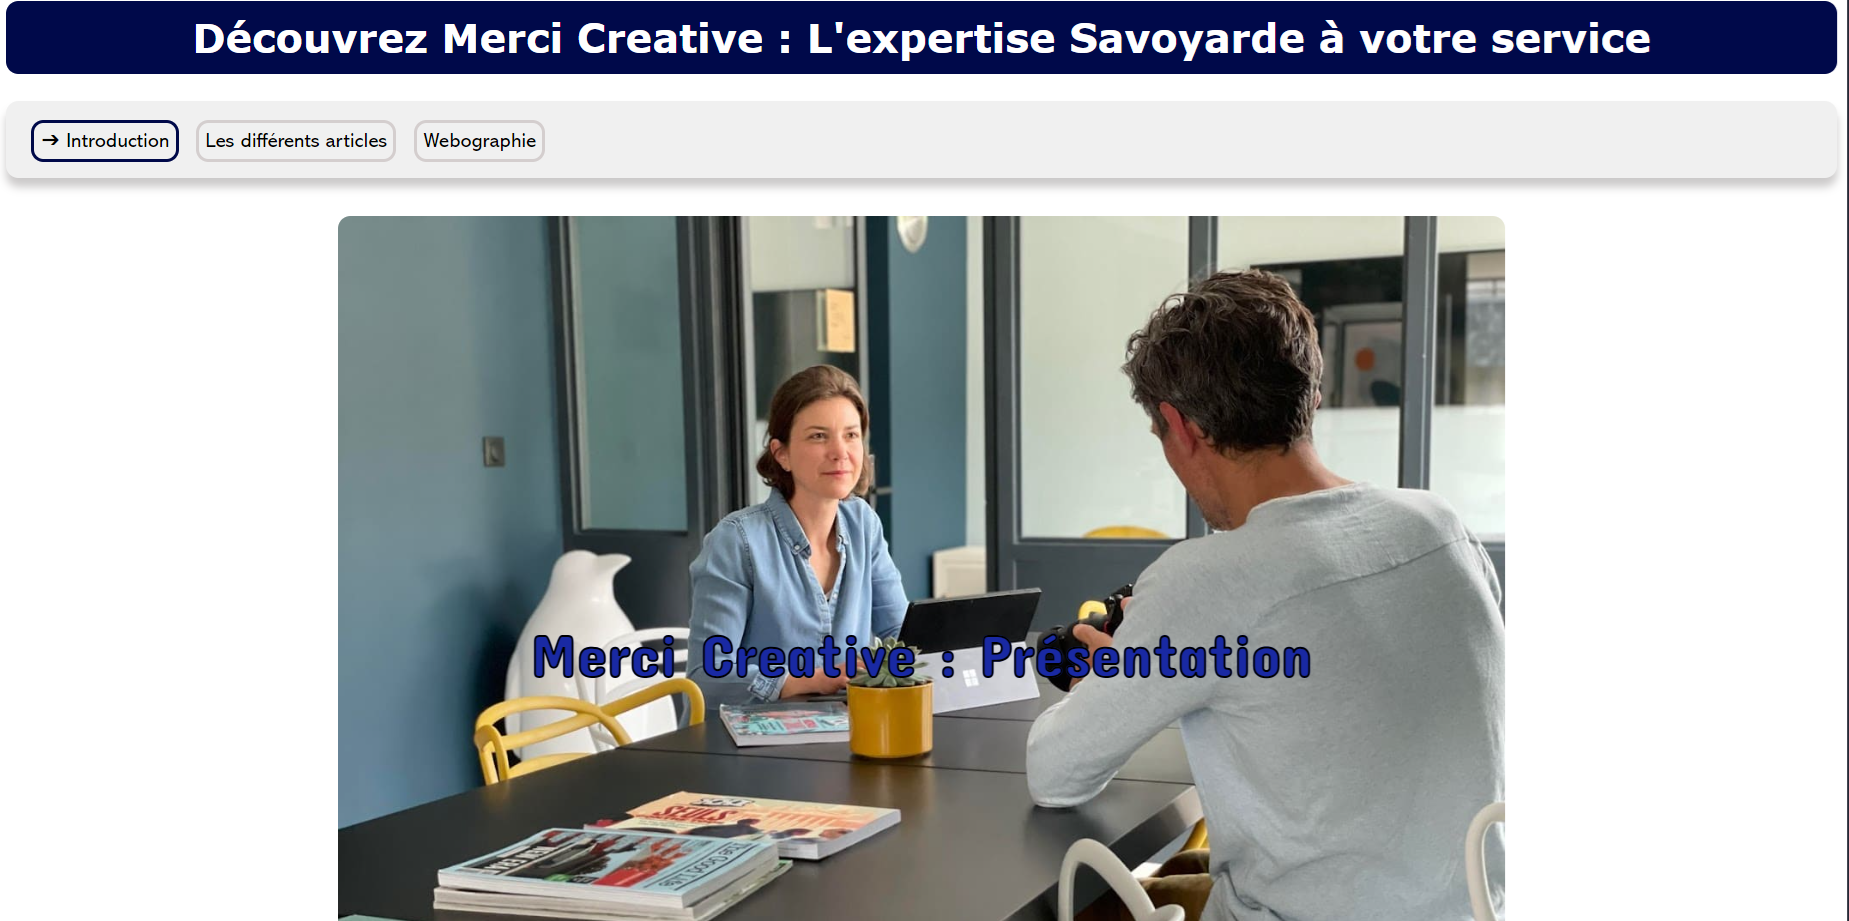 Découvrez Merci Creative : L'expertise Savoyarde à votre service
➔ Introduction
Les différents articles
Webographie
Merci Creative : Présentation